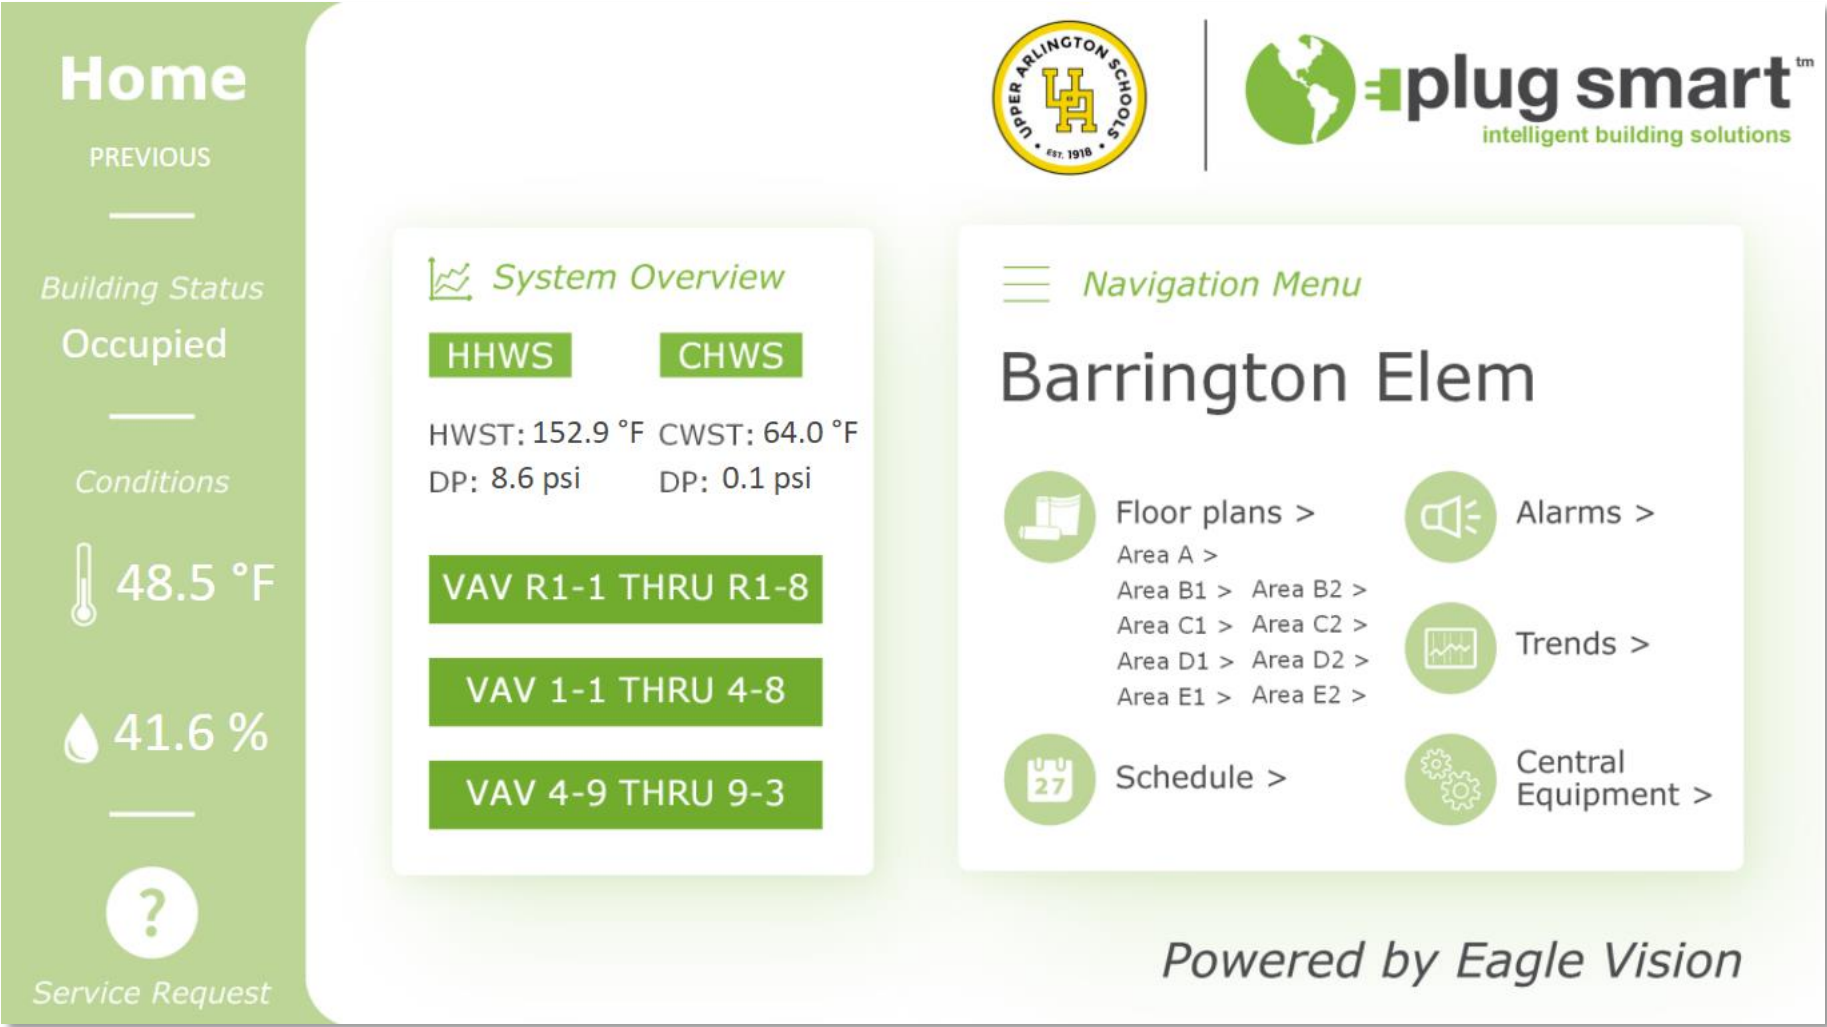 Home
PREVIOUS
Building Status
Occupied
Conditions
48.5 °F
41.6 %
?
Service Request
UPPER ARLINGTON SCHOOLS
UA
• EST. 1918 •
plug smart™
intelligent building solutions
System Overview
HHWS CHWS
HWST: 152.9 °F CWST: 64.0 °F
DP: 8.6 psi DP: 0.1 psi
VAV R1-1 THRU R1-8
VAV 1-1 THRU 4-8
VAV 4-9 THRU 9-3
Navigation Menu
Barrington Elem
Floor plans >
Area A >
Area B1 > Area B2 >
Area C1 > Area C2 >
Area D1 > Area D2 >
Area E1 > Area E2 >
27
Schedule >
Alarms >
Trends >
Central
Equipment >
Powered by Eagle Vision